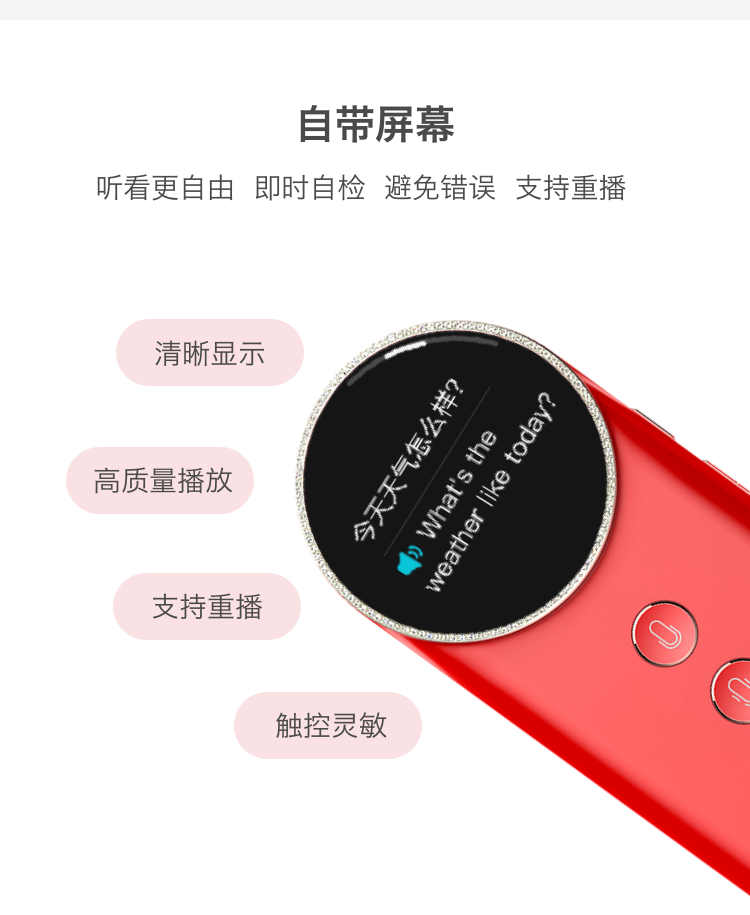 自带屏幕
听看更自由 即时自检 避免错误 支持重播
清晰显示
高质量播放
支持重播
触控灵敏
今天天气怎么样?
What's the
weather like today?